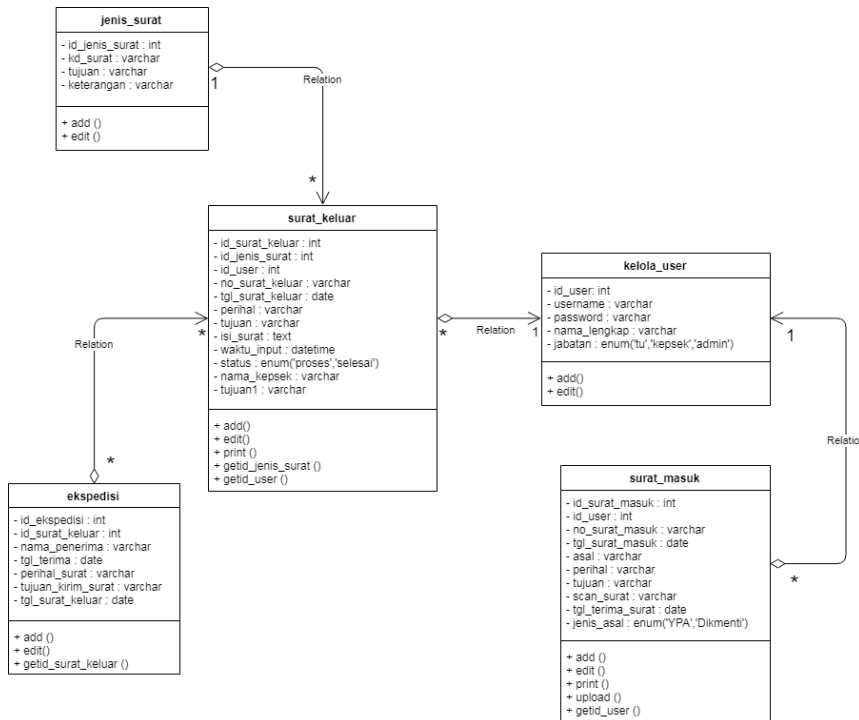 jenis_surat
- id_jenis_surat : int
- kd_surat : varchar
- tujuan : varchar
- keterangan : varchar
+ add ()
+ edit ()
1
Relation
*
surat_keluar
- id_surat_keluar : int
- id_jenis_surat : int
- id_user : int
- no_surat_keluar : varchar
- tgl_surat_keluar : date
- perihal : varchar
- tujuan : varchar
- isi_surat : text
- waktu_input : datetime
- status : enum('proses','selesai')
- nama_kepsek : varchar
- tujuan1 : varchar
+ add()
+ edit()
+ print ()
+ getid_jenis_surat ()
+ getid_user ()
*
Relation
1
kelola_user
- id_user: int
- username : varchar
- password : varchar
- nama_lengkap : varchar
- jabatan : enum('tu','kepsek','admin')
+ add()
+ edit()
1
Relatio
*
*
Relation
*
ekspedisi
- id_ekspedisi : int
- id_surat_keluar : int
- nama_penerima : varchar
- tgl_terima : date
- perihal_surat : varchar
- tujuan_kirim_surat : varchar
- tgl_surat_keluar : date
+ add ()
+ edit()
+ getid_surat_keluar ()
surat_masuk
- id_surat_masuk : int
- id_user : int
- no_surat_masuk : varchar
- tgl_surat_masuk : date
- asal : varchar
- perihal : varchar
- tujuan : varchar
- scan_surat : varchar
- tgl_terima_surat : date
- jenis_asal : enum('YPA','Dikmenti')
+ add ()
+ edit ()
+ print ()
+ upload ()
+ getid_user ()